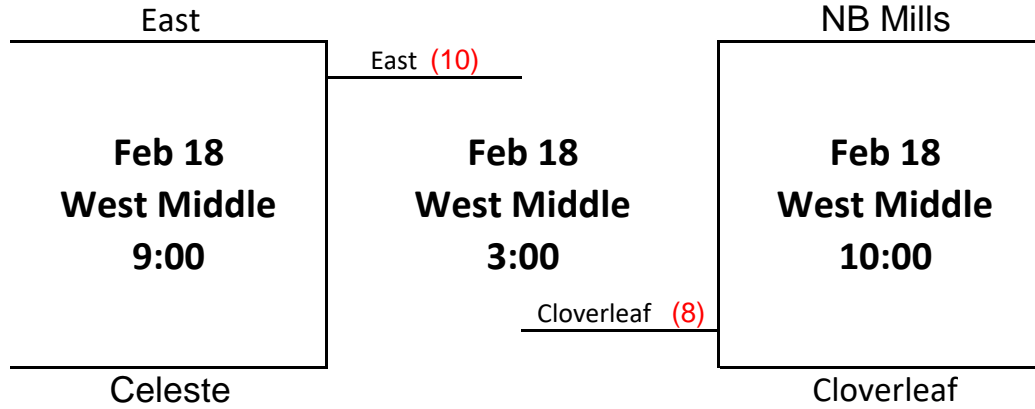 East
NB Mills
East (10)
Feb 18
West Middle
9:00
Feb 18
West Middle
3:00
Feb 18
West Middle
10:00
Cloverleaf (8)
Celeste
Cloverleaf